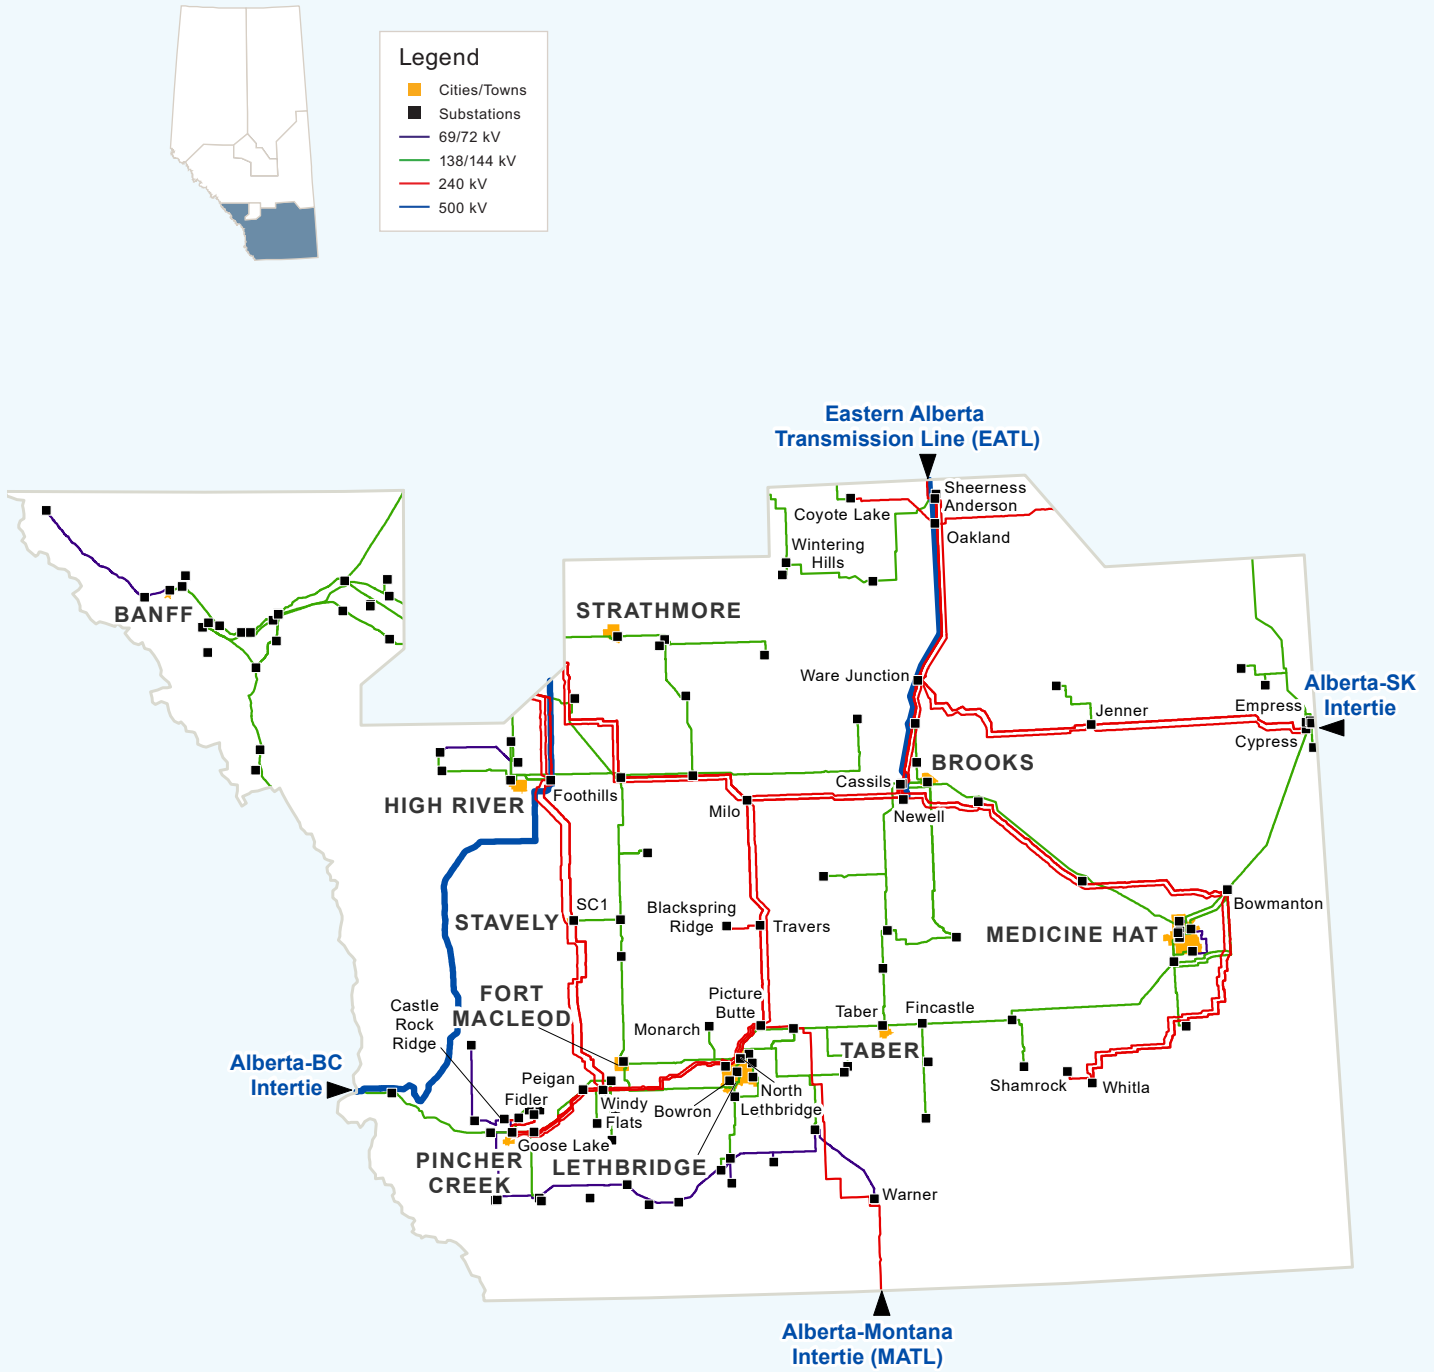 Legend
Cities/Towns
Substations
69/72 kV
138/144 kV
240 kV
500 kV
Eastern Alberta
Transmission Line (EATL)
Sheerness
Anderson
Coyote Lake
Oakland
Wintering
Hills
BANFF
STRATHMORE
Ware Junction
Alberta-SK
Intertie
Empress
Jenner
Cypress
BROOKS
Cassils
HIGH RIVER
Foothills
Milo
Newell
Bowmanton
SC1
STAVELY
Blackspring
Ridge
Travers
MEDICINE HAT
FORT
MACLEOD
Castle
Rock
Ridge
Picture
Butte
Monarch
Taber
Fincastle
TABER
Alberta-BC
Intertie
Peigan
Fidler
Windy
Flats
Bowron
North
Lethbridge
Shamrock
Whitla
Goose Lake
PINCHER
CREEK
LETHBRIDGE
Warner
Alberta-Montana
Intertie (MATL)